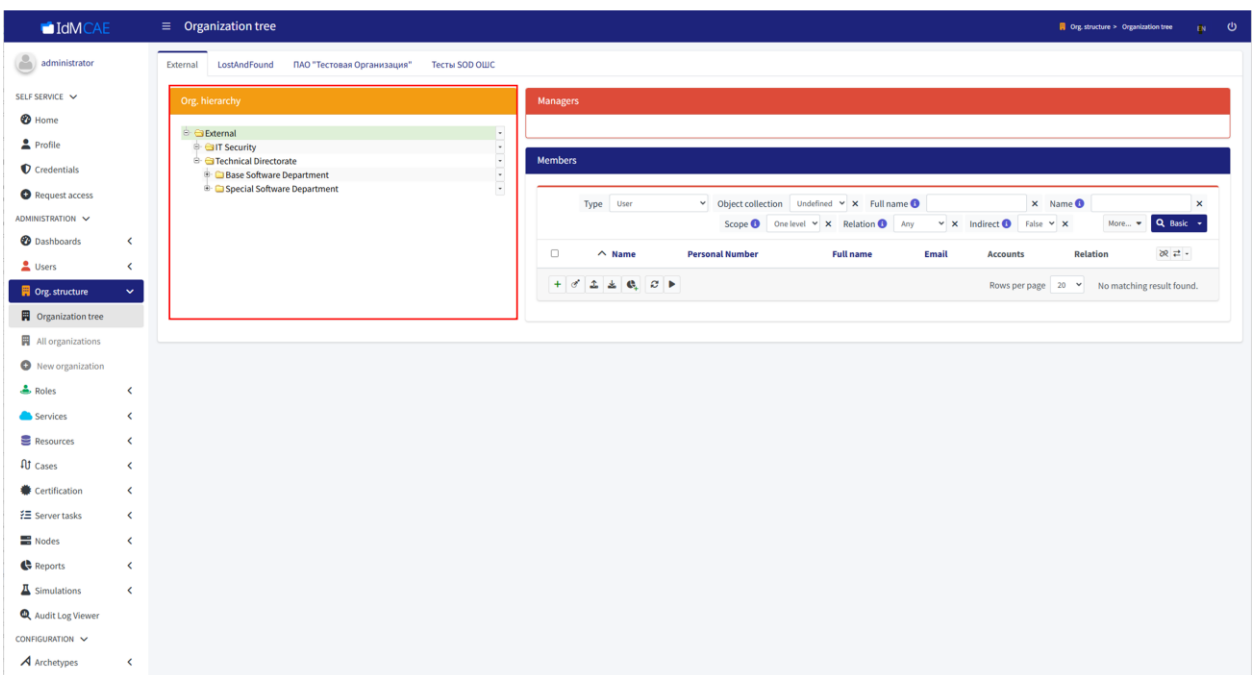 IdMCAE
Organization tree
Org. structure > Organization tree
EN
administrator
SELF SERVICE
Home
Profile
Credentials
Request access
ADMINISTRATION
Dashboards
Users
Org. structure
Organization tree
All organizations
New organization
Roles
Services
Resources
Cases
Certification
Server tasks
Nodes
Reports
Simulations
Audit Log Viewer
CONFIGURATION
Archetypes
External LostAndFound ПАО "Тестовая Организация" Тесты SOD ОШС
Org. hierarchy
External
IT Security
Technical Directorate
Base Software Department
Special Software Department
Managers
Members
Type User Object collection Undefined Full name Name
Scope One level Relation Any Indirect False More... Basic
Name Personal Number Full name Email Accounts Relation
Rows per page 20 No matching result found.